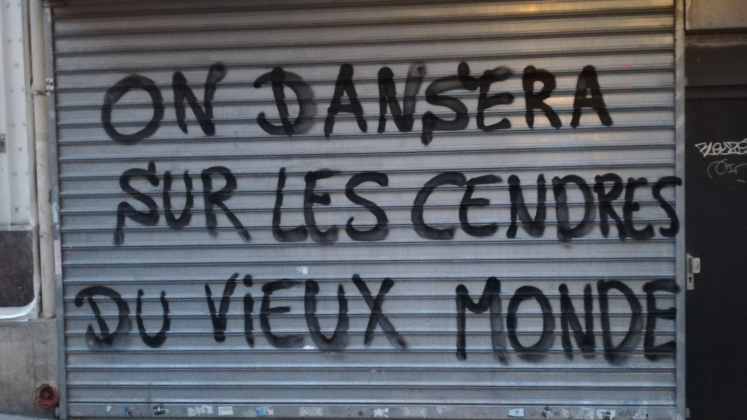 ON DANSERA
SUR LES CENDRES
DU ViEUX MONDE